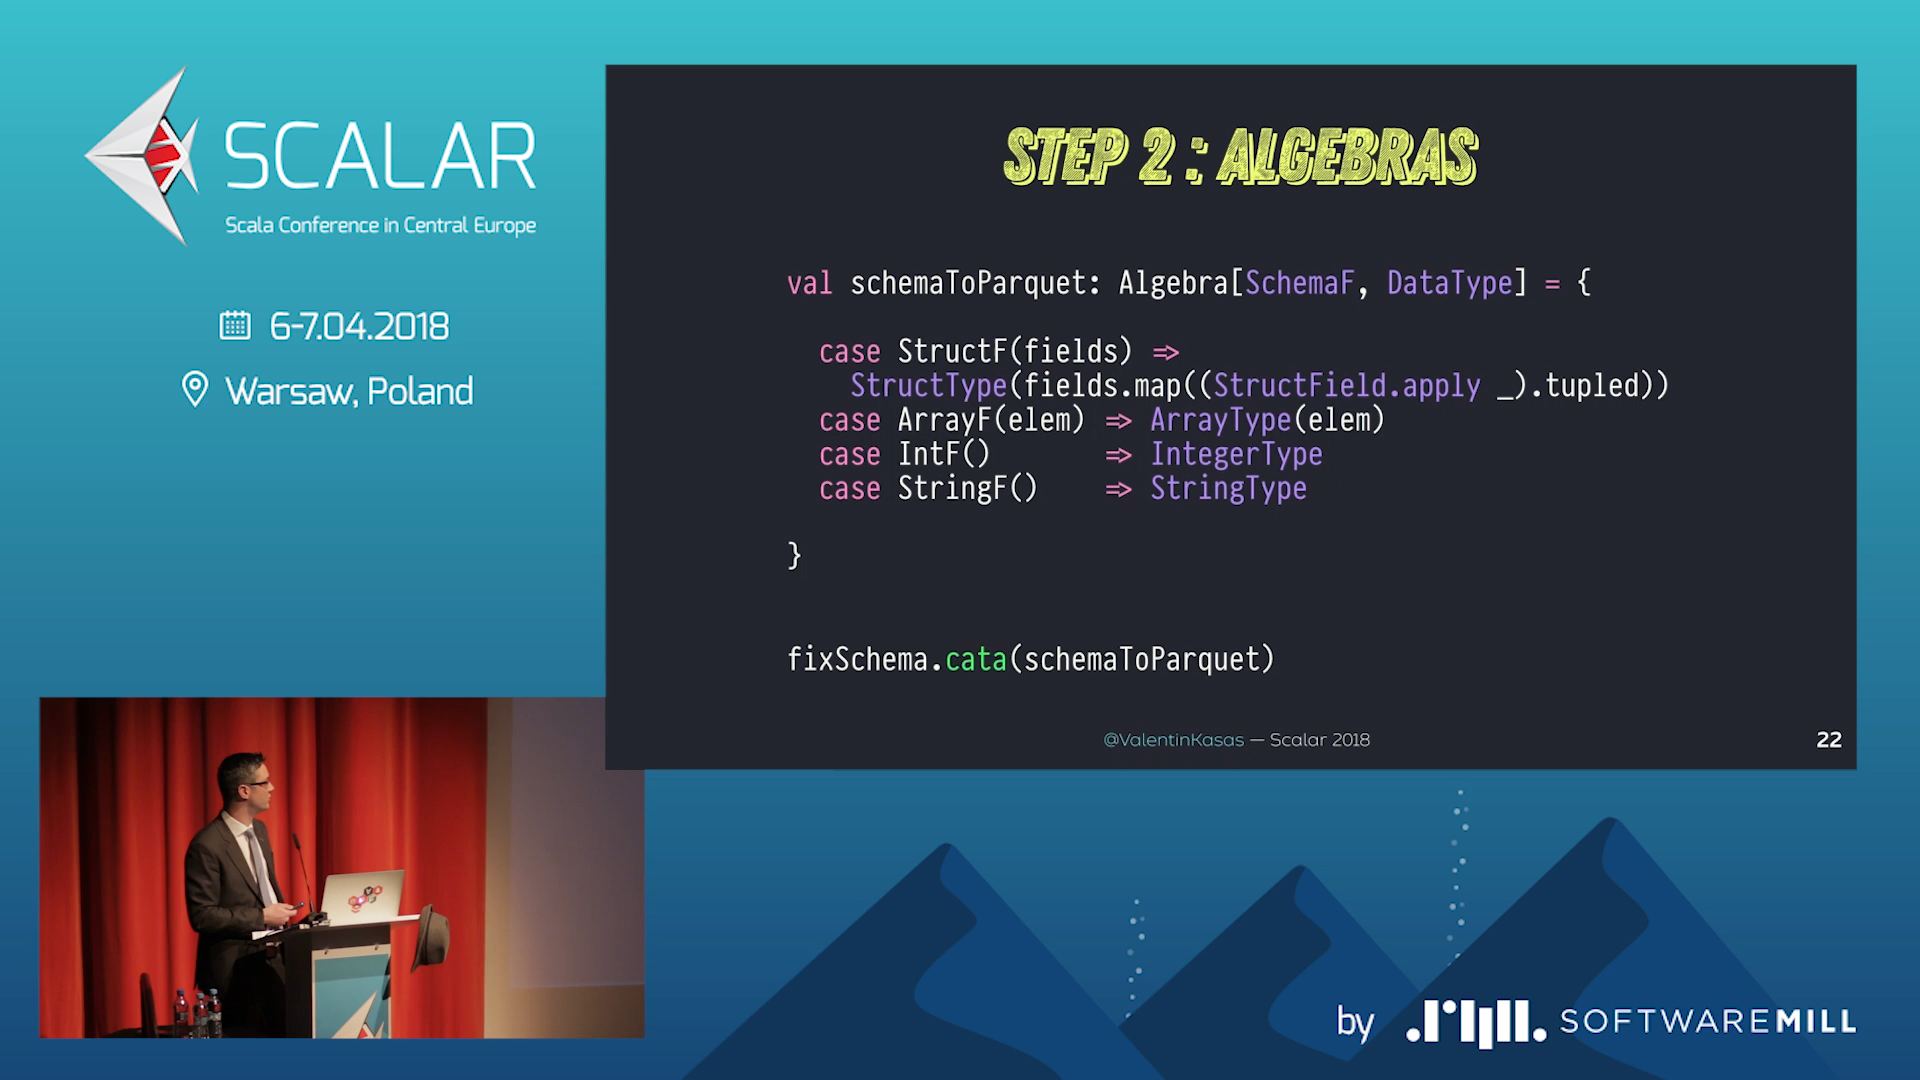 SCALAR
Scala Conference in Central Europe
6-7.04.2018
Warsaw, Poland
STEP 2 : ALGEBRAS
val schemaToParquet: Algebra[SchemaF, DataType] = {
case StructF(fields) ⇒
StructType(fields.map((StructField.apply _).tupled))
case ArrayF(elem) ⇒ ArrayType(elem)
case IntF() ⇒ IntegerType
case StringF() ⇒ StringType
}
fixSchema.cata(schemaToParquet)
@ValentinKasas — Scalar 2018
22
by SOFTWAREMILL